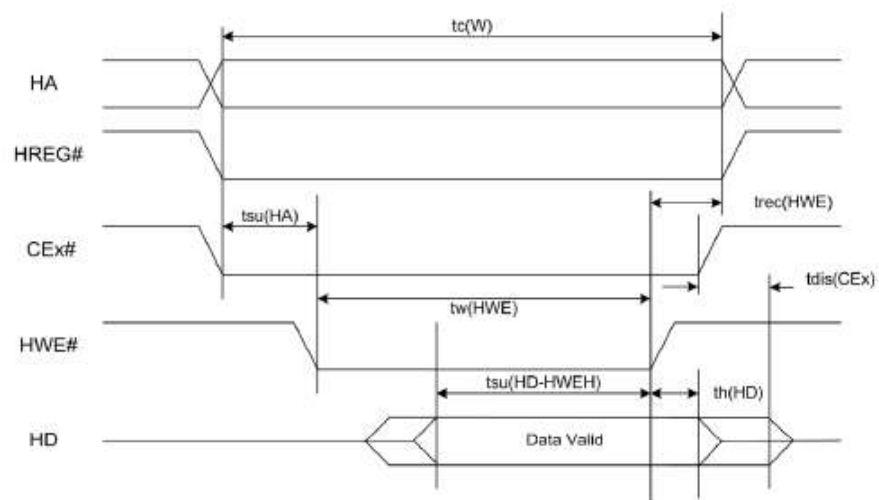 tc(W)
HA
HREG#
tsu(HA)
trec(HWE)
CEx#
tdis(CEx)
tw(HWE)
HWE#
tsu(HD-HWEH)
th(HD)
HD
Data Valid